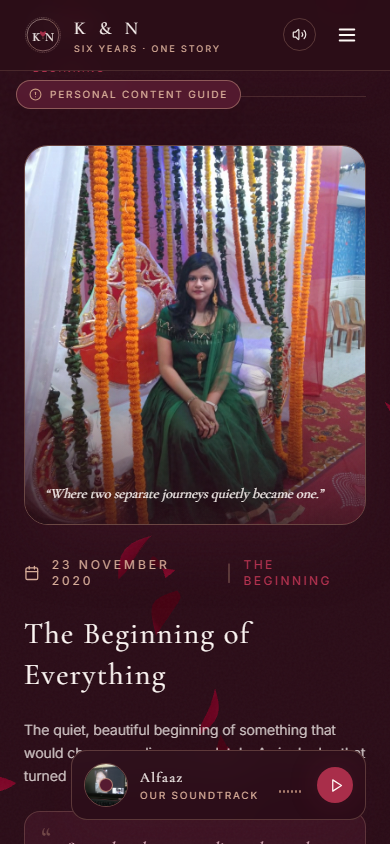 K N
K & N
SIX YEARS · ONE STORY
PERSONAL CONTENT GUIDE
“Where two separate journeys quietly became one.”
23 NOVEMBER
2020
THE
BEGINNING
The Beginning of
Everything
The quiet, beautiful beginning of something that
would
turned
Alfaaz
OUR SOUNDTRACK
“